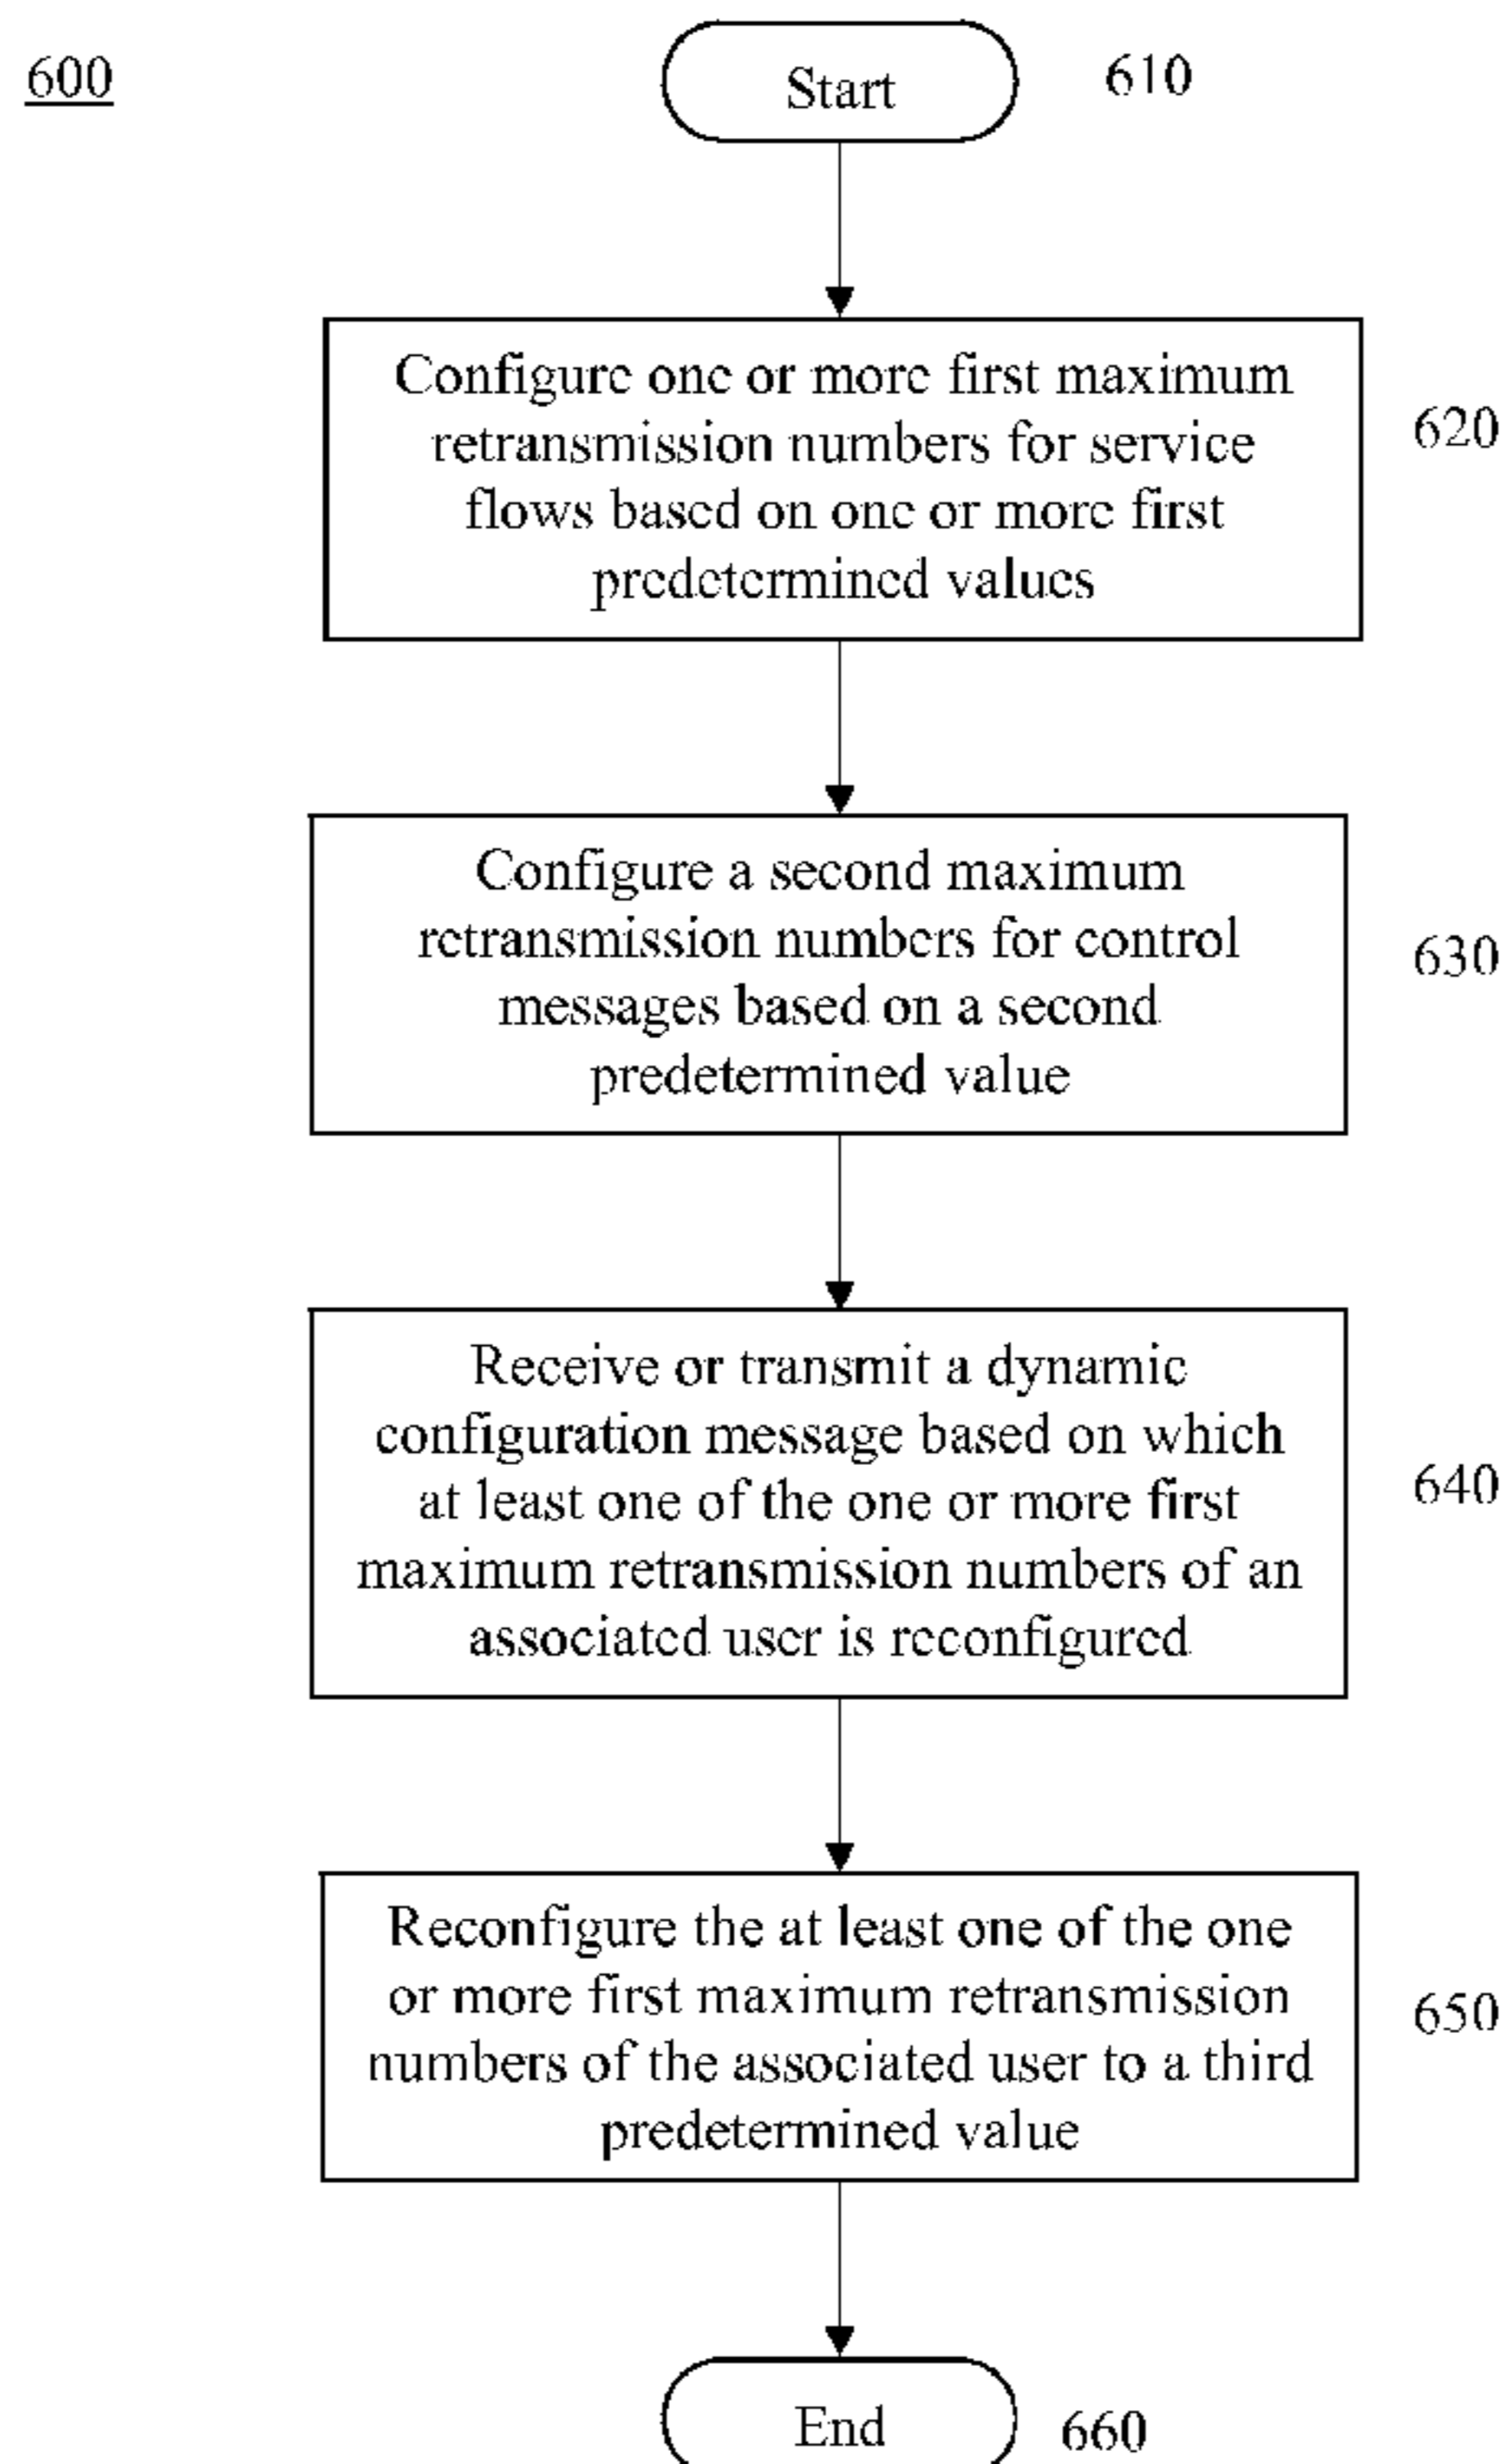 600
Start
610
Configure one or more first maximum
retransmission numbers for service
flows based on one or more first
predetermined values
620
Configure a second maximum
retransmission numbers for control
messages based on a second
predetermined value
630
Receive or transmit a dynamic
configuration message based on which
at least one of the one or more first
maximum retransmission numbers of an
associated user is reconfigured
640
Reconfigure the at least one of the one
or more first maximum retransmission
numbers of the associated user to a third
predetermined value
650
End
660